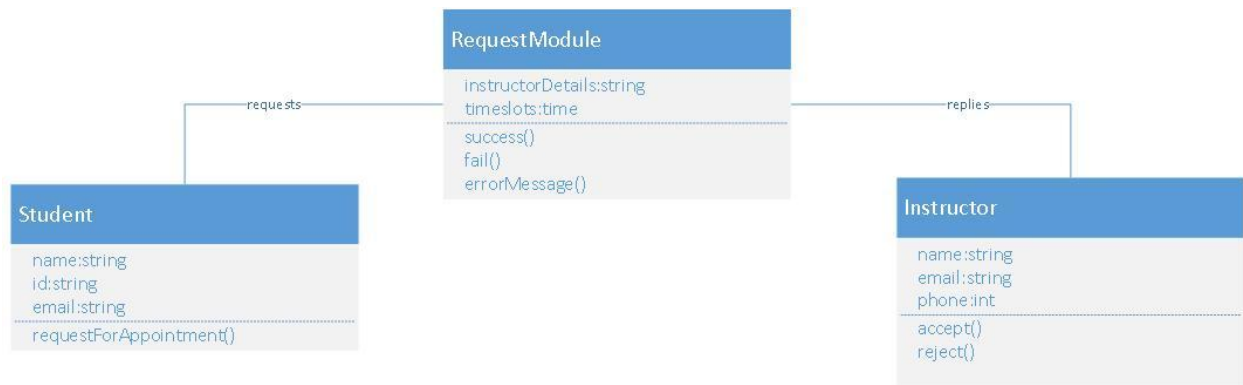 RequestModule
instructorDetails:string
timeslots:time
success()
fail()
errorMessage()
requests
replies
Student
name:string
id:string
email:string
requestForAppointment()
Instructor
name:string
email:string
phone:int
accept()
reject()